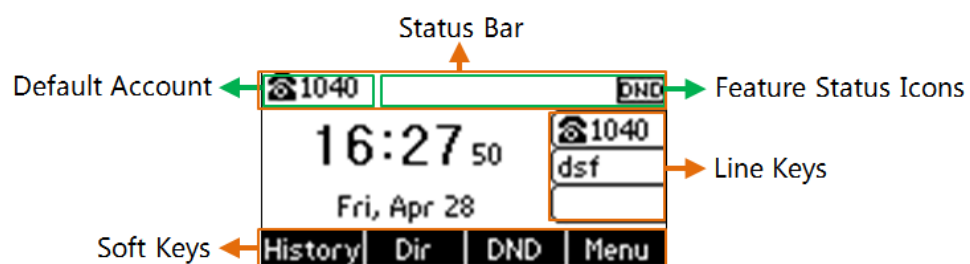 Status Bar
Default Account
☎1040
DND
Feature Status Icons
16:27 50
☎1040
dsf
Line Keys
Fri, Apr 28
Soft Keys
History Dir DND Menu